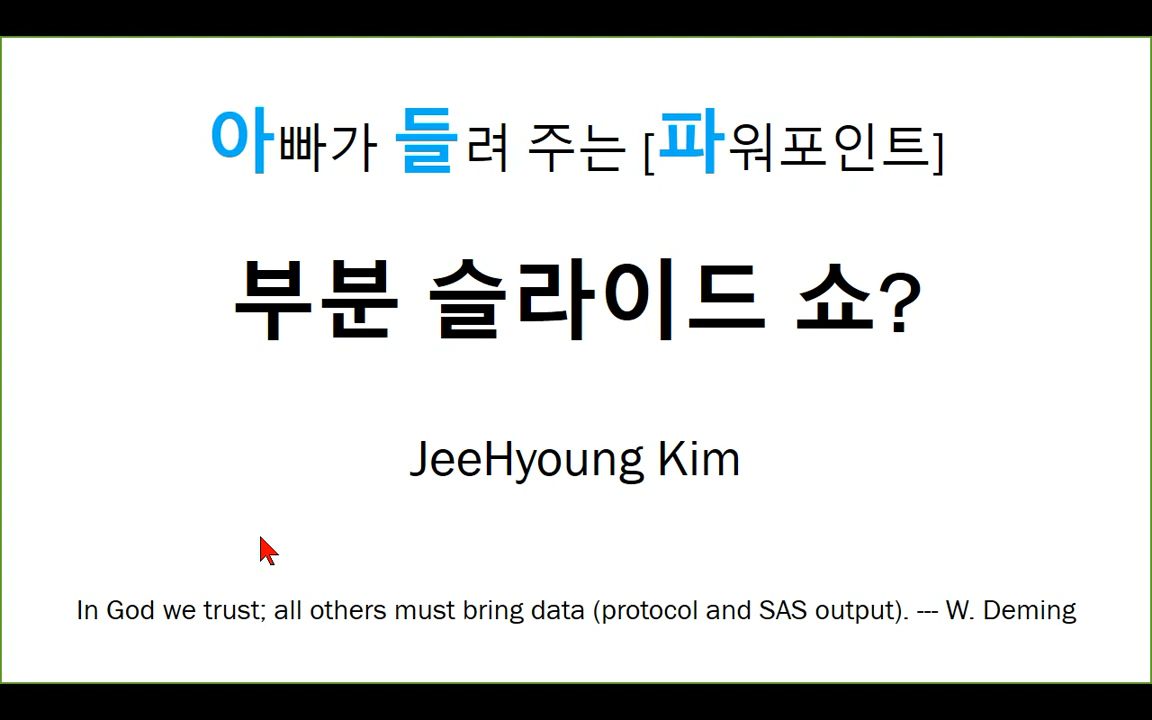 아빠가 들려 주는 [파워포인트]
부분 슬라이드 쇼?
JeeHyoung Kim
In God we trust; all others must bring data (protocol and SAS output). --- W. Deming